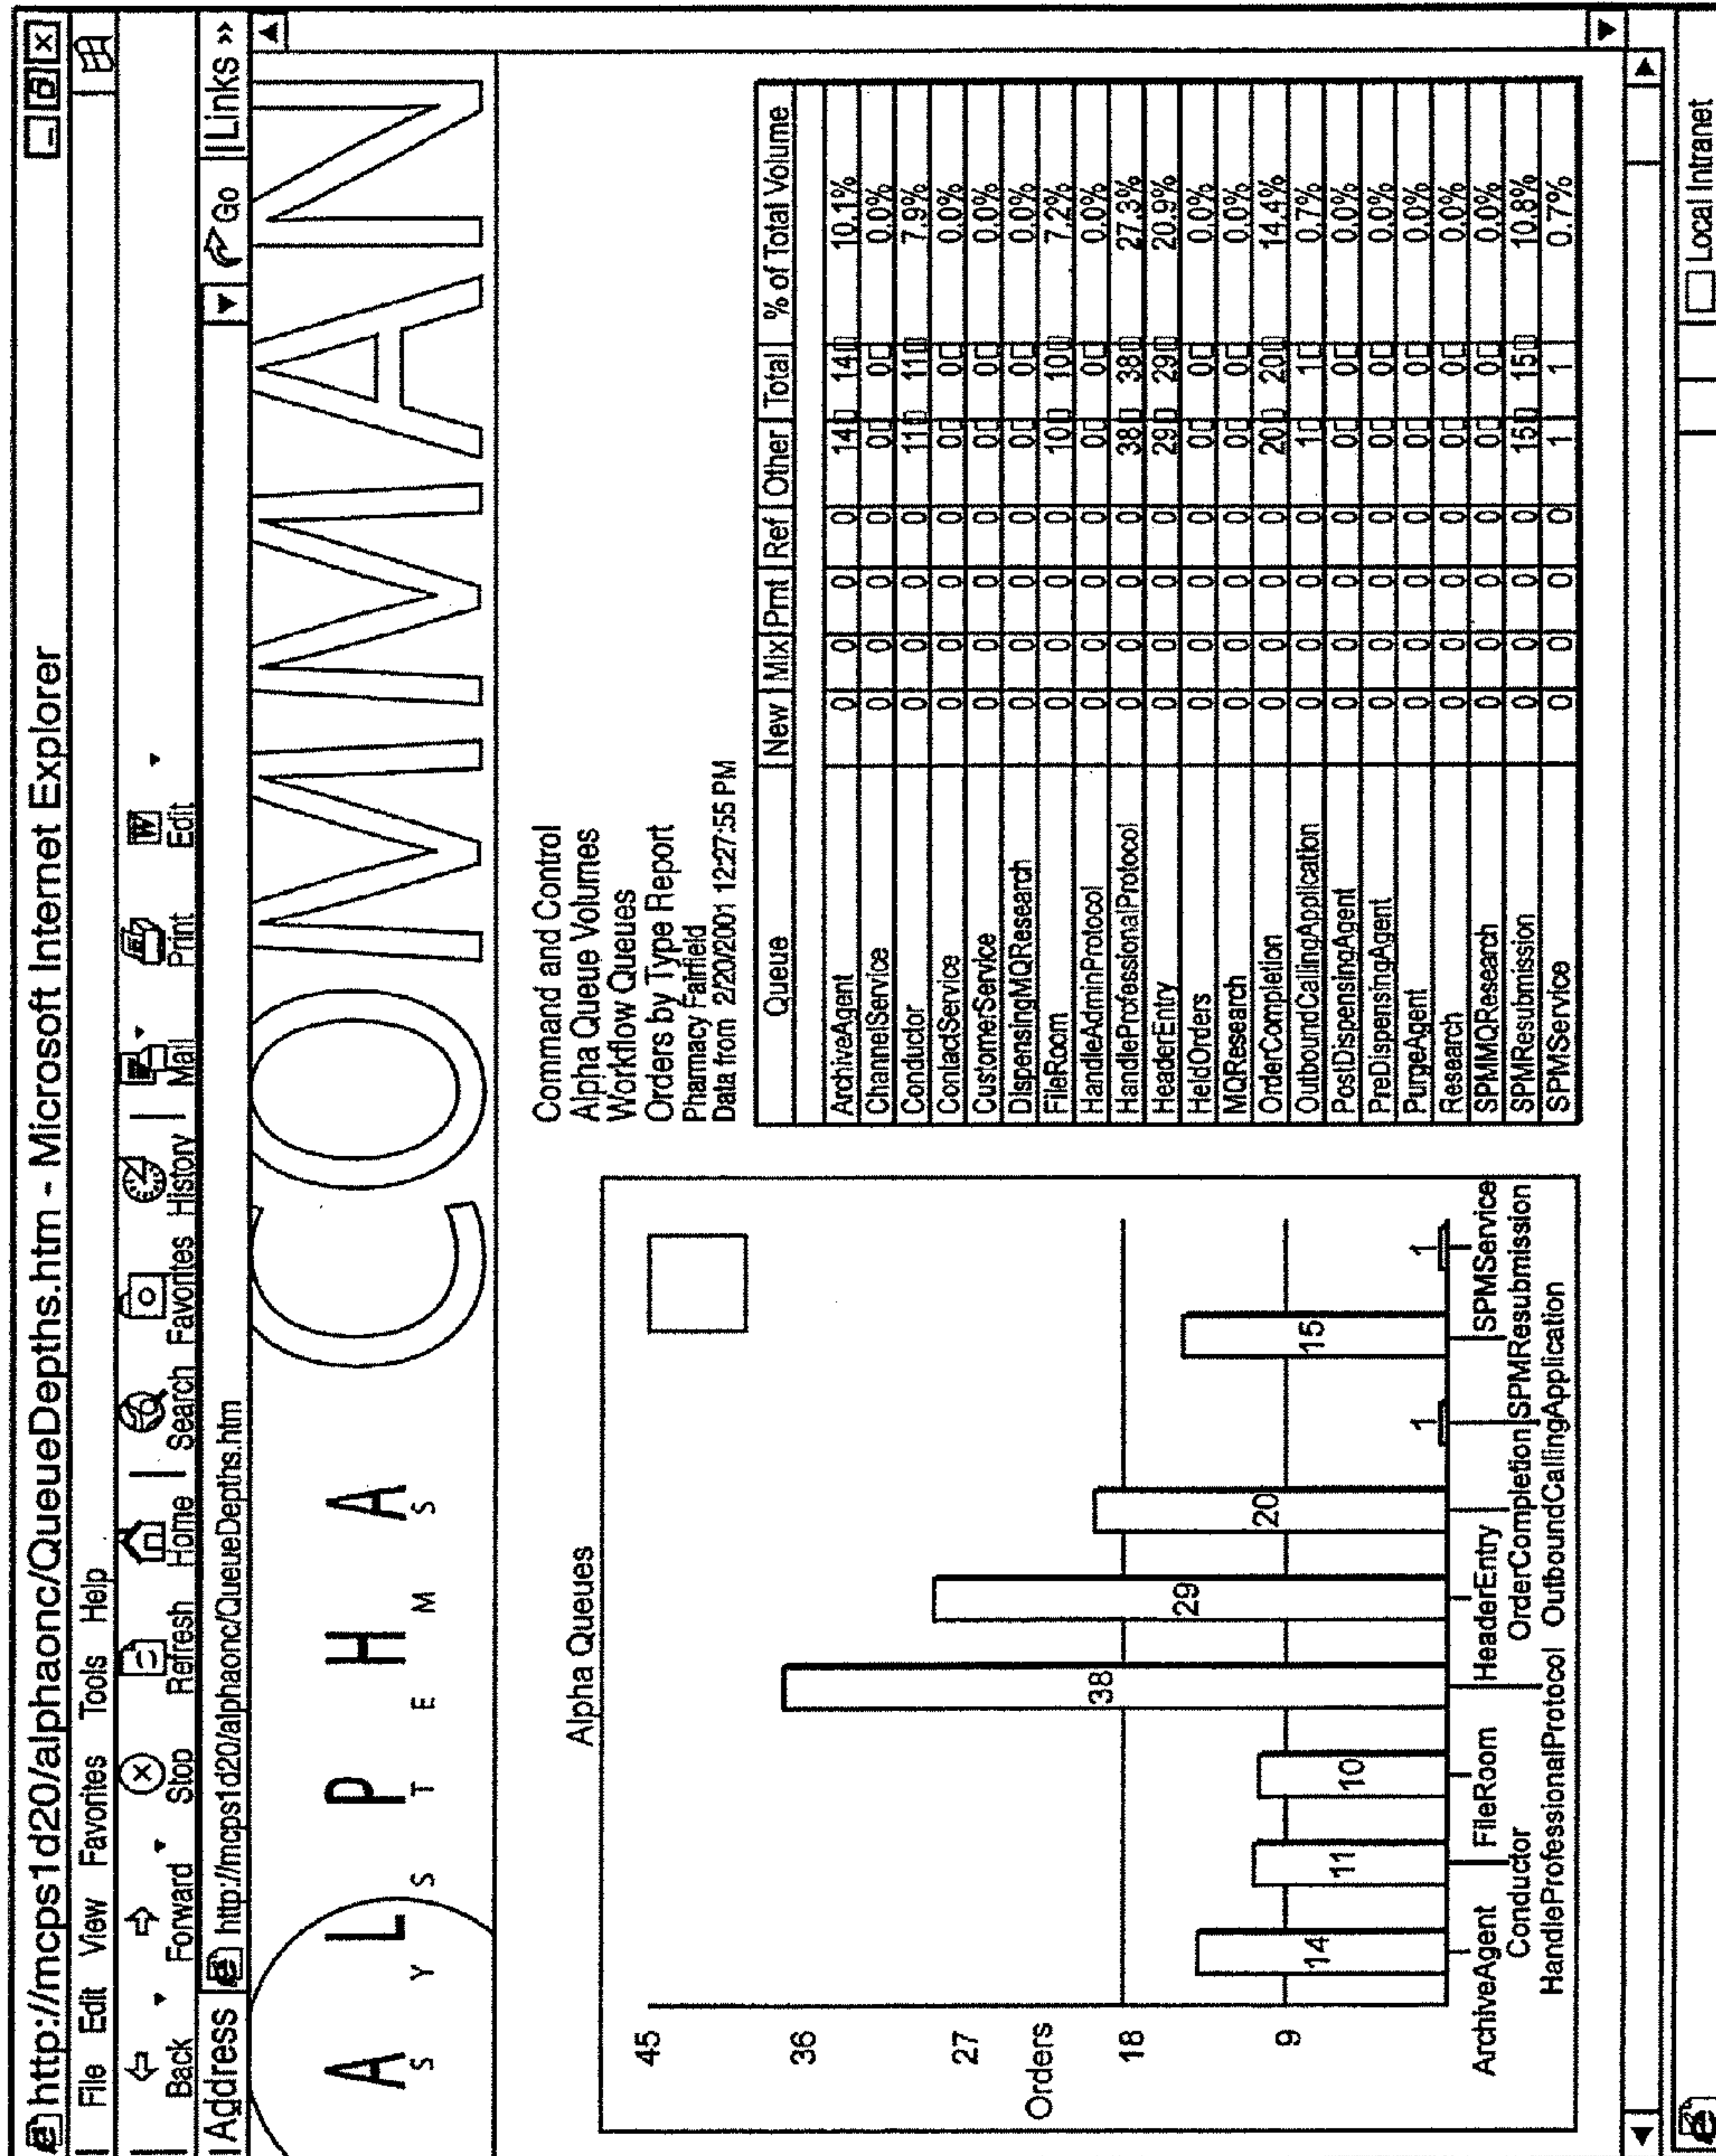 http://mcps1d20/alphaonc/QueueDepths.htm - Microsoft Internet Explorer
File Edit View Favorites Tools Help
Back Forward Stop Refresh Home Search Favorites History Mail Print Edit
Address http://mcps1d20/alphaonc/QueueDepths.htm Go Links »
ALPHA COMMAN
SYSTEMS
Command and Control
Alpha Queue Volumes
Workflow Queues
Orders by Type Report
Phamacy Fairfield
Data from 2/20/2001 12:27:55 PM
Alpha Queues
45
36
27
Orders
18
9
14
11
10
38
29
20
1
15
1
ArchiveAgent FileRoom HeaderEntry SPMService
Conductor OrderCompletion SPMResubmission
HandleProfessionalProtocol OutboundCallingApplication
Queue New Mix Prnt Ref Other Total % of Total Volume
ArchiveAgent 0 0 0 0 14 14 10.1%
ChannelService 0 0 0 0 0 0 0.0%
Conductor 0 0 0 0 11 11 7.9%
ContactService 0 0 0 0 0 0 0.0%
CustomerService 0 0 0 0 0 0 0.0%
DispensingMQResearch 0 0 0 0 0 0 0.0%
FileRoom 0 0 0 0 10 10 7.2%
HandleAdminProtocol 0 0 0 0 0 0 0.0%
HandleProfessionalProtocol 0 0 0 0 38 38 27.3%
HeaderEntry 0 0 0 0 29 29 20.9%
HeldOrders 0 0 0 0 0 0 0.0%
MQResearch 0 0 0 0 0 0 0.0%
OrderCompletion 0 0 0 0 20 20 14.4%
OutboundCallingApplication 0 0 0 0 1 1 0.7%
PostDispensingAgent 0 0 0 0 0 0 0.0%
PreDispensingAgent 0 0 0 0 0 0 0.0%
PurgeAgent 0 0 0 0 0 0 0.0%
Research 0 0 0 0 0 0 0.0%
SPMMQResearch 0 0 0 0 0 0 0.0%
SPMResubmission 0 0 0 0 15 15 10.8%
SPMService 0 0 0 0 1 1 0.7%
Local Intranet